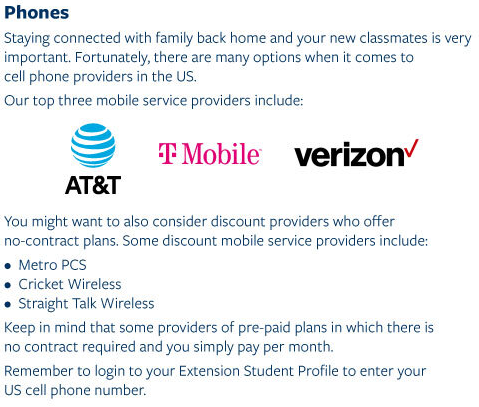 Phones
Staying connected with family back home and your new classmates is very
important. Fortunately, there are many options when it comes to
cell phone providers in the US.
Our top three mobile service providers include:
AT&T
T Mobile
verizon
You might want to also consider discount providers who offer
no-contract plans. Some discount mobile service providers include:
• Metro PCS
• Cricket Wireless
• Straight Talk Wireless
Keep in mind that some providers of pre-paid plans in which there is
no contract required and you simply pay per month.
Remember to login to your Extension Student Profile to enter your
US cell phone number.